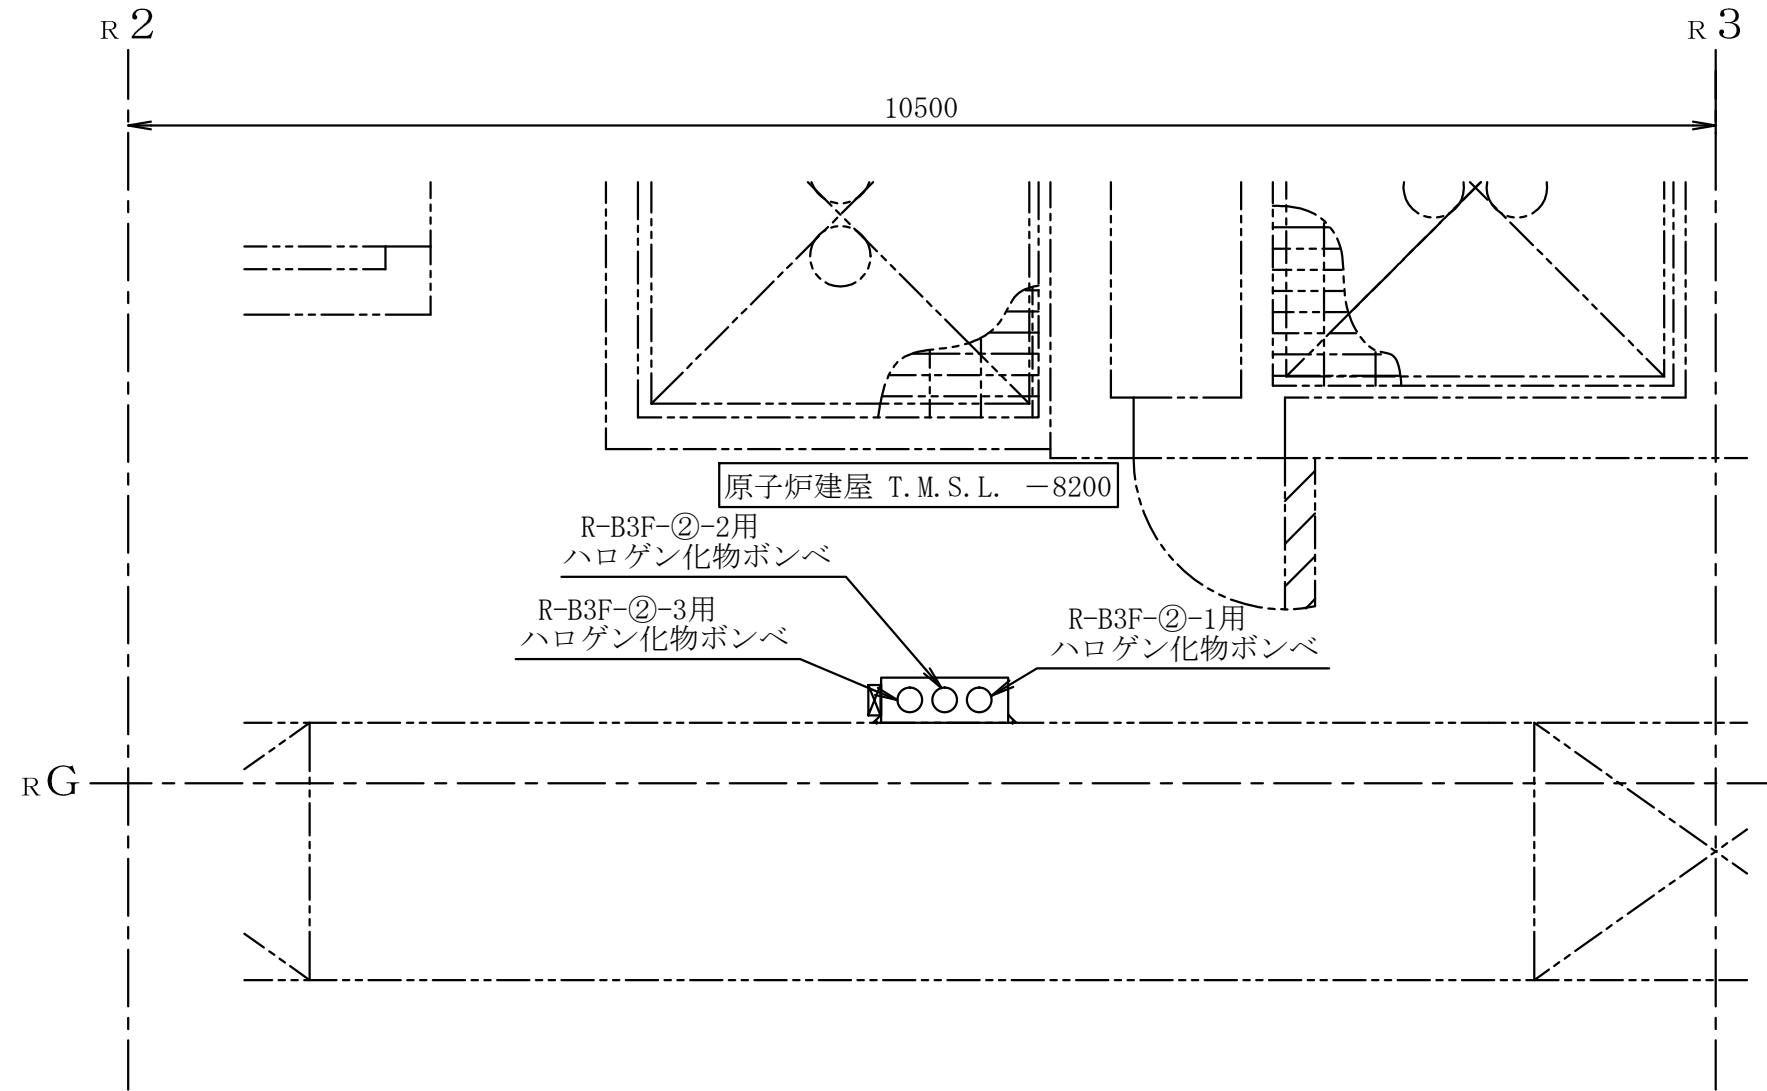 R2
R3
10500
原子炉建屋 T.M.S.L. －8200
R-B3F-②-2用
ハロゲン化物ボンベ
R-B3F-②-3用
ハロゲン化物ボンベ
R-B3F-②-1用
ハロゲン化物ボンベ
RG